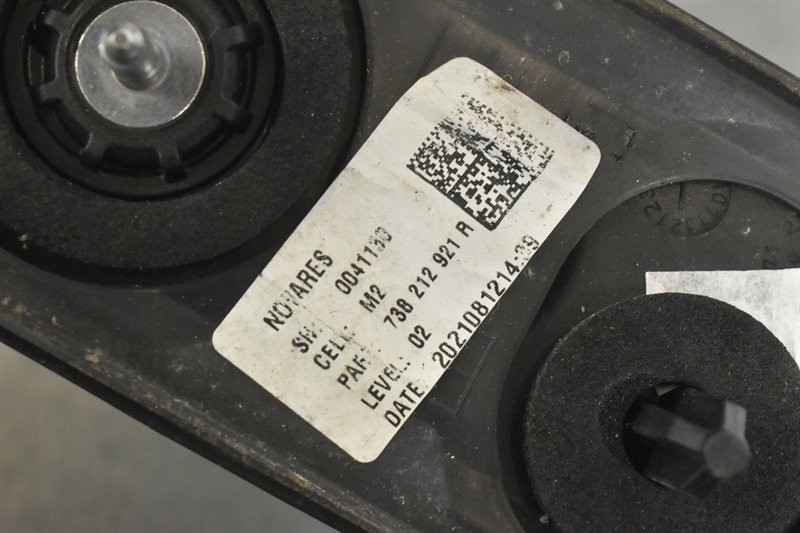 NOVARES
SN: 0041130
CELL: M2
PART: 738 212 921 R
LEVEL: 02
DATE: 2021081214:39